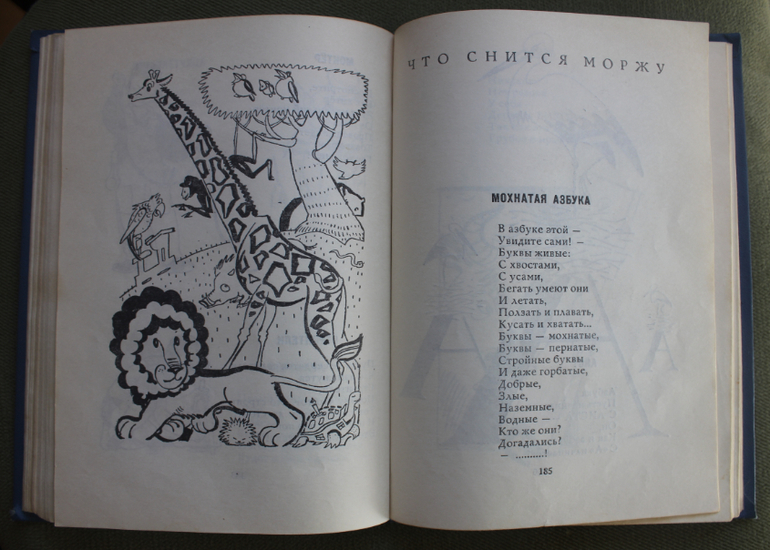 ЧТО СНИТСЯ МОРЖУ
МОХНАТАЯ АЗБУКА
В азбуке этой —
Увидите сами! —
Буквы живые:
С хвостами,
С усами,
Бегать умеют они
И летать,
Ползать и плавать,
Кусать и хватать...
Буквы — мохнатые,
Буквы — пернатые,
Стройные буквы
И даже горбатые,
Добрые,
Злые,
Наземные,
Водные —
Кто же они?
Догадались?
— ..........!
185